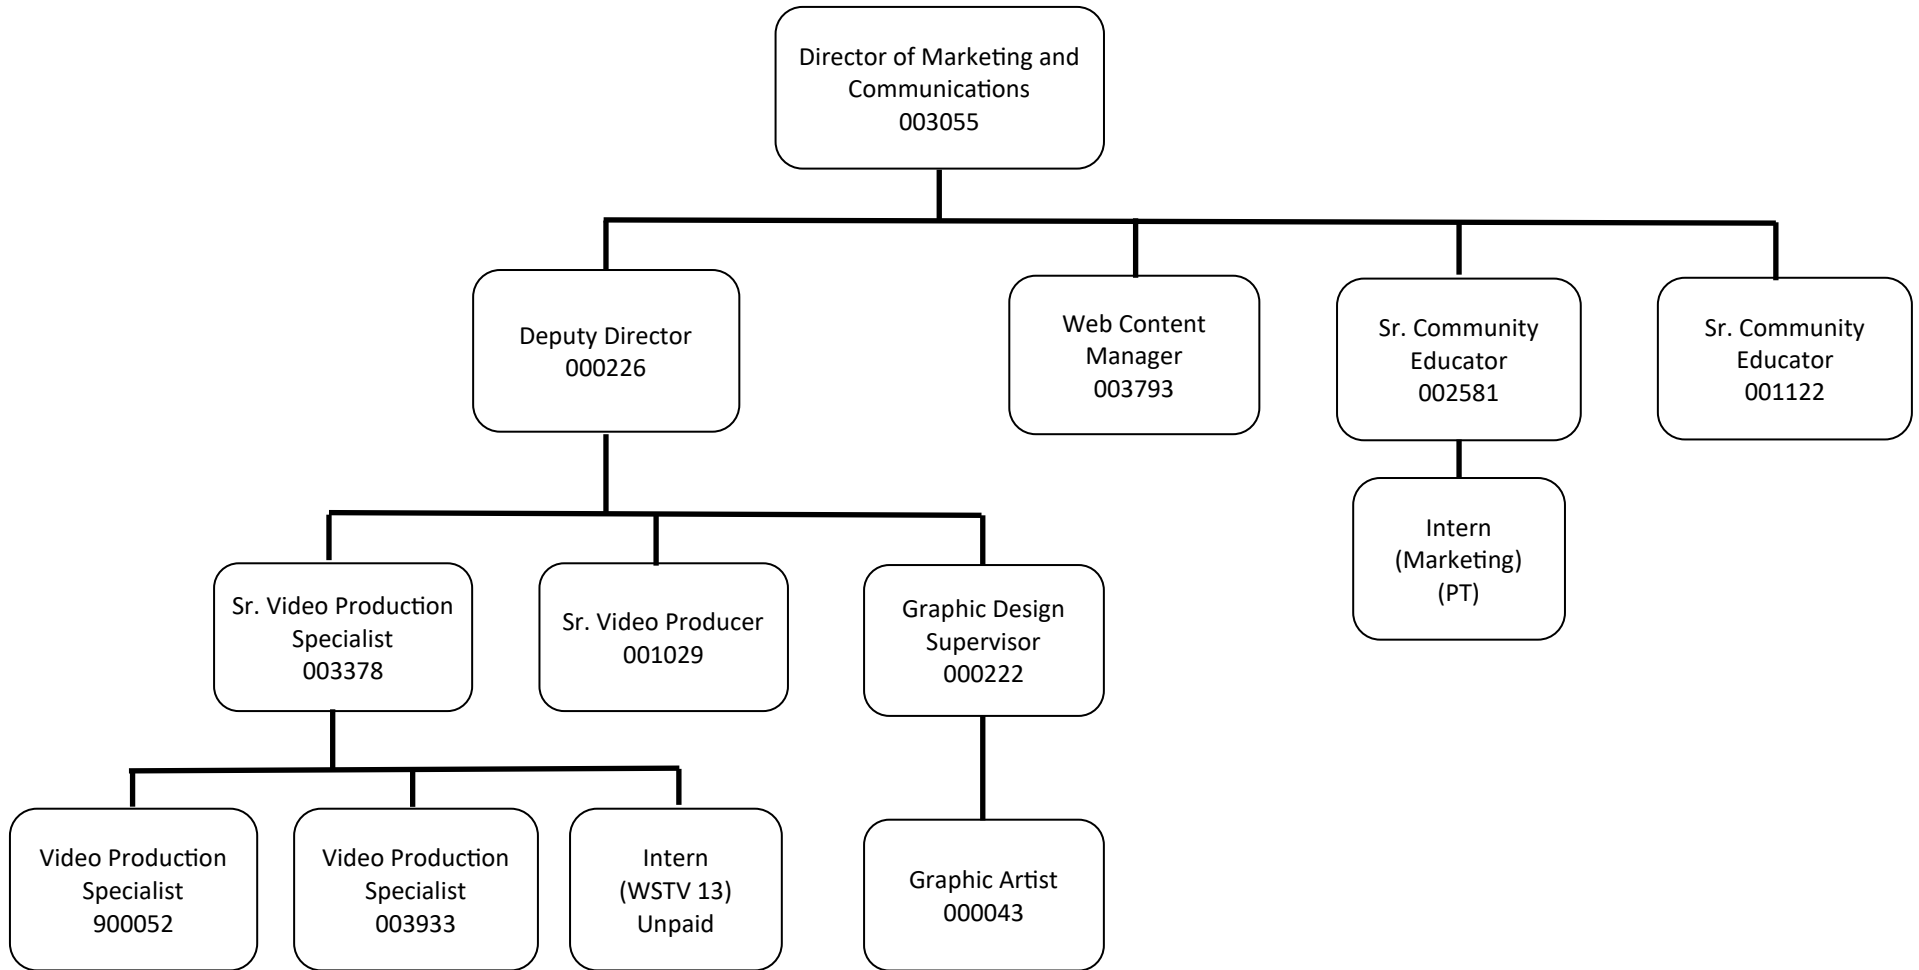 Director of Marketing and
Communications
003055
Deputy Director
000226
Web Content
Manager
003793
Sr. Community
Educator
002581
Sr. Community
Educator
001122
Intern
(Marketing)
(PT)
Sr. Video Production
Specialist
003378
Sr. Video Producer
001029
Graphic Design
Supervisor
000222
Video Production
Specialist
900052
Video Production
Specialist
003933
Intern
(WSTV 13)
Unpaid
Graphic Artist
000043